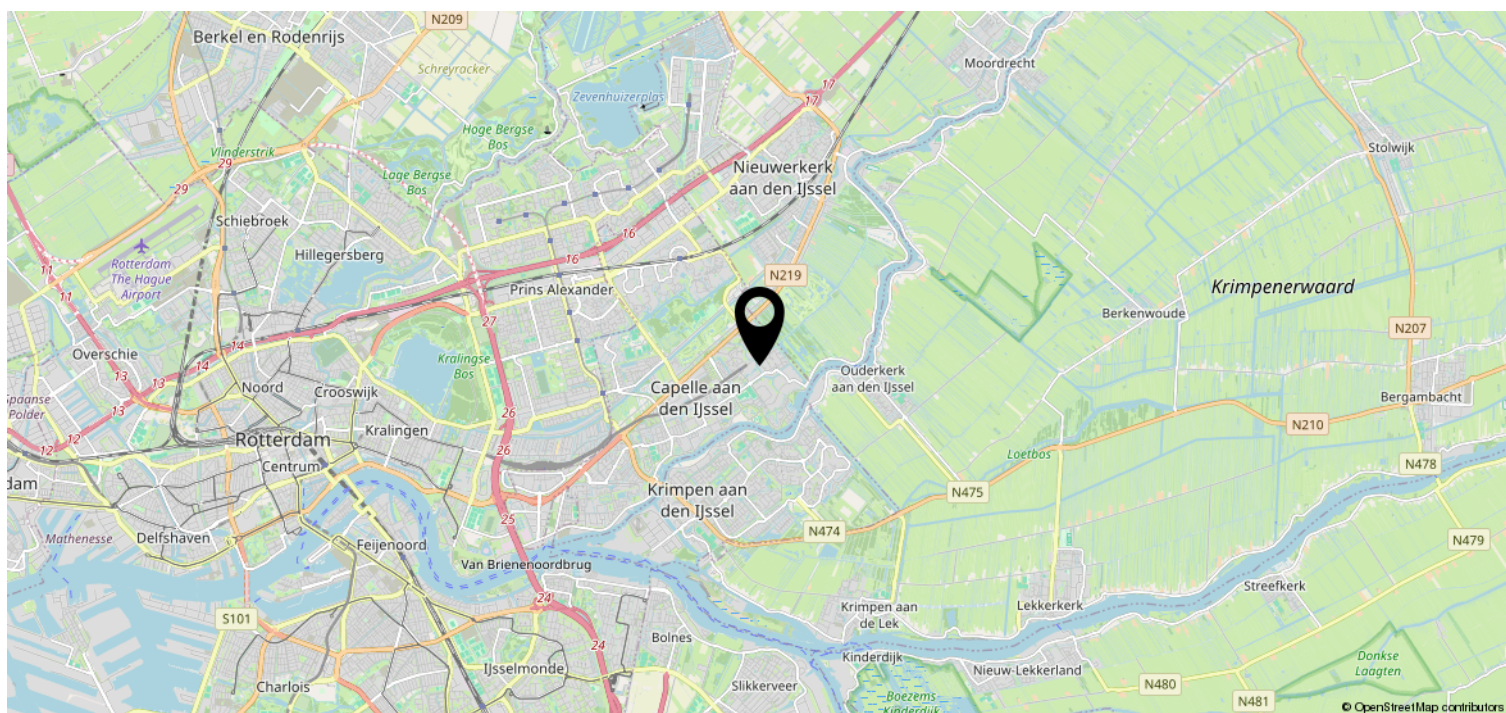 N209
Berkel en Rodenrijs
Schreyracker
Zevenhuizerplas
17
17
Moordrecht
Hoge Bergse
Bos
Vlinderstrik
29
29
Lage Bergse
Bos
Nieuwerkerk
aan den IJssel
Stolwijk
Schiebroek
16
16
Hillegersberg
11
11
Rotterdam
The Hague
Airport
Prins Alexander
N219
Krimpenerwaard
Berkenwoude
27
N207
14
14
Overschie
13
13
Kralingse
Bos
Noord
Crooswijk
Spaanse
Polder
12
12
Capelle aan
den IJssel
Ouderkerk
aan den IJssel
Bergambacht
26
26
N210
Kralingen
Rotterdam
Centrum
Loetbos
N478
dam
Krimpen aan
den IJssel
N475
25
N474
Mathenesse
Delfshaven
Feijenoord
N479
Van Brienenoordbrug
Streefkerk
24
24
S101
Krimpen aan
de Lek
Lekkerkerk
Bolnes
Kinderdijk
IJsselmonde
Nieuw-Lekkerland
Donkse
Laagten
Charlois
Slikkerveer
Boezems
Kinderdijk
N480
N481
© OpenStreetMap contributors